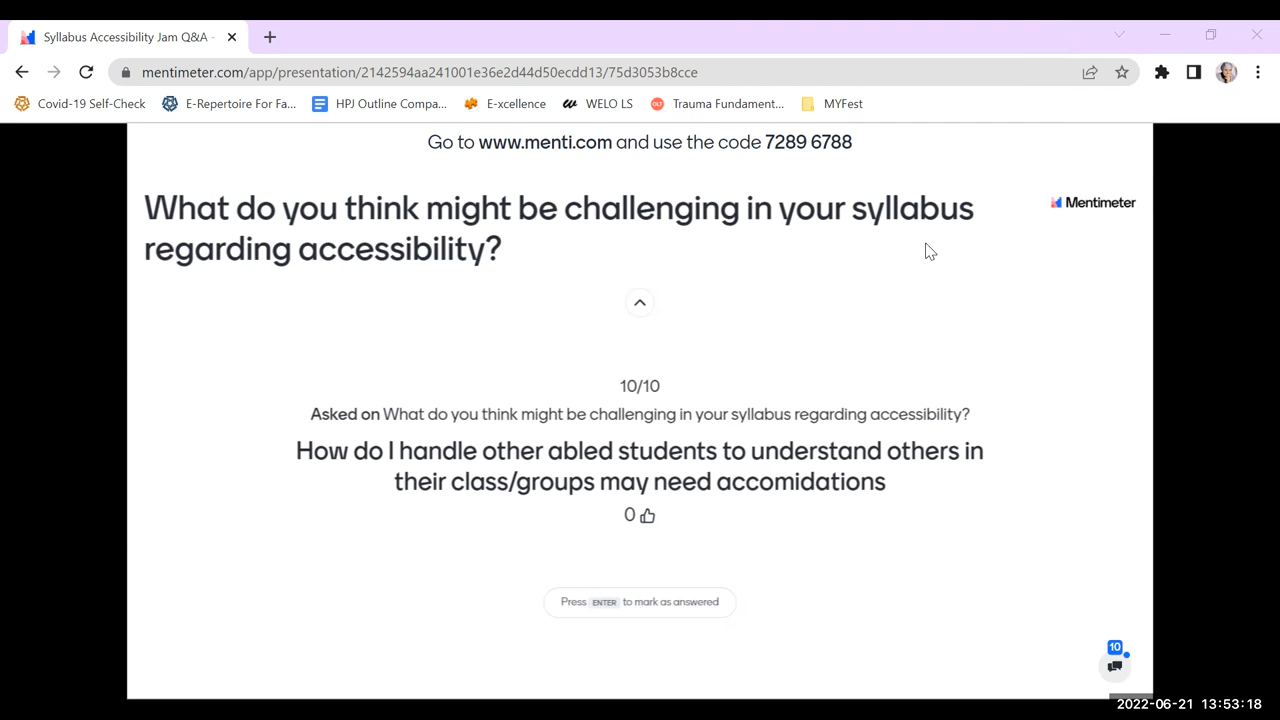 Syllabus Accessibility Jam Q&A -
mentimeter.com/app/presentation/2142594aa241f01e36e2d44d50ecdd13/75d3053b8cce
Covid-19 Self-Check E-Repertoire For Fa... HPJ Outline Compa... E-xcellence WELO LS OLT Trauma Fundament... MYFest
Go to www.menti.com and use the code 7289 6788
What do you think might be challenging in your syllabus
regarding accessibility?
Mentimeter
10/10
Asked on What do you think might be challenging in your syllabus regarding accessibility?
How do I handle other abled students to understand others in
their class/groups may need accomidations
0
Press ENTER to mark as answered
10
2022-06-21 13:53:18